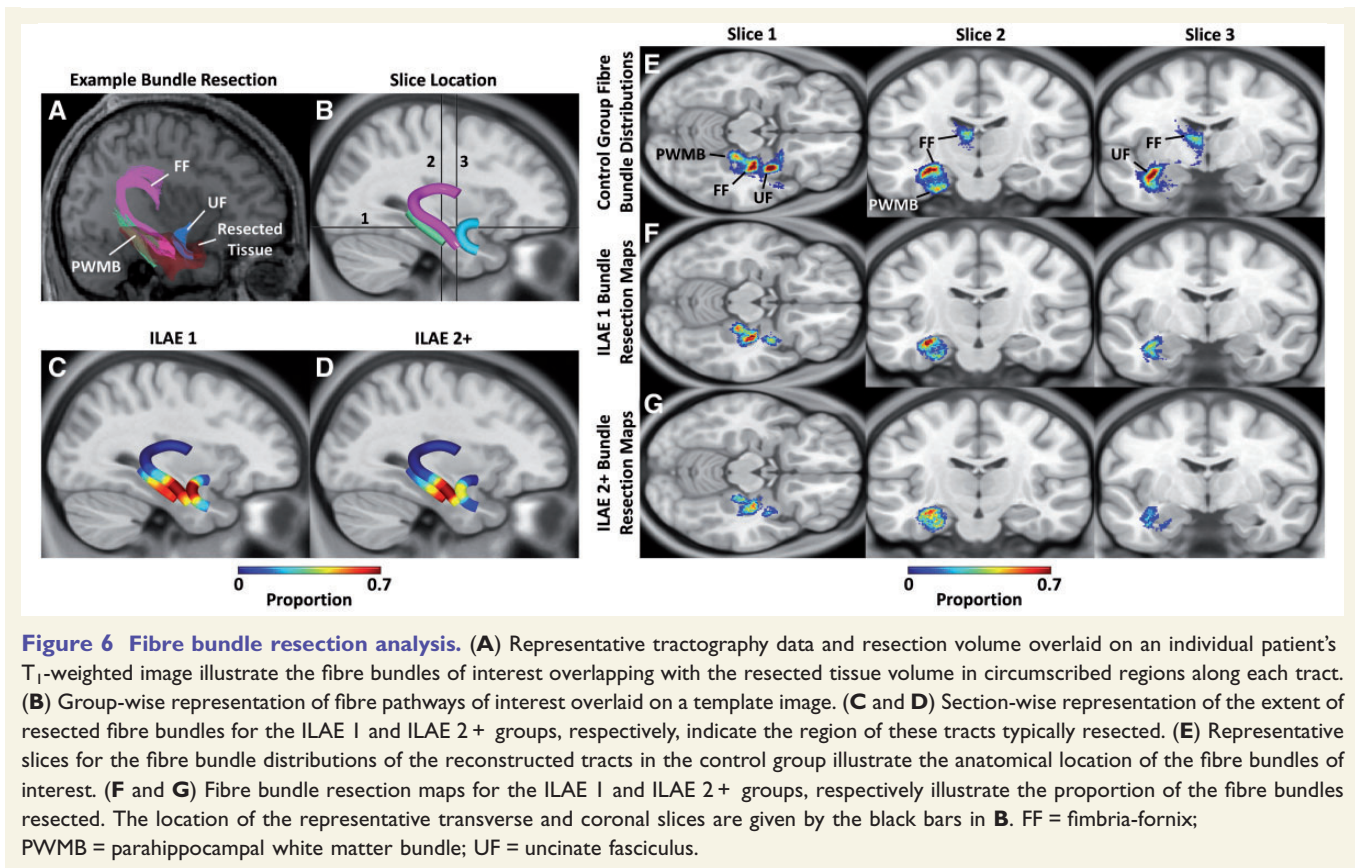 Example Bundle Resection
A
FF
UF
Resected
Tissue
PWMB
Slice Location
B
2
3
1
ILAE 1
C
ILAE 2+
D
0
0.7
Proportion
Slice 1
Slice 2
Slice 3
Control Group Fibre
Bundle Distributions
E
PWMB
FF
UF
FF
PWMB
FF
UF
ILAE 1 Bundle
Resection Maps
F
ILAE 2+ Bundle
Resection Maps
G
0
0.7
Proportion
Figure 6 Fibre bundle resection analysis. (A) Representative tractography data and resection volume overlaid on an individual patient's
T1-weighted image illustrate the fibre bundles of interest overlapping with the resected tissue volume in circumscribed regions along each tract.
(B) Group-wise representation of fibre pathways of interest overlaid on a template image. (C and D) Section-wise representation of the extent of
resected fibre bundles for the ILAE 1 and ILAE 2+ groups, respectively, indicate the region of these tracts typically resected. (E) Representative
slices for the fibre bundle distributions of the reconstructed tracts in the control group illustrate the anatomical location of the fibre bundles of
interest. (F and G) Fibre bundle resection maps for the ILAE 1 and ILAE 2+ groups, respectively illustrate the proportion of the fibre bundles
resected. The location of the representative transverse and coronal slices are given by the black bars in B. FF = fimbria-fornix;
PWMB = parahippocampal white matter bundle; UF = uncinate fasciculus.